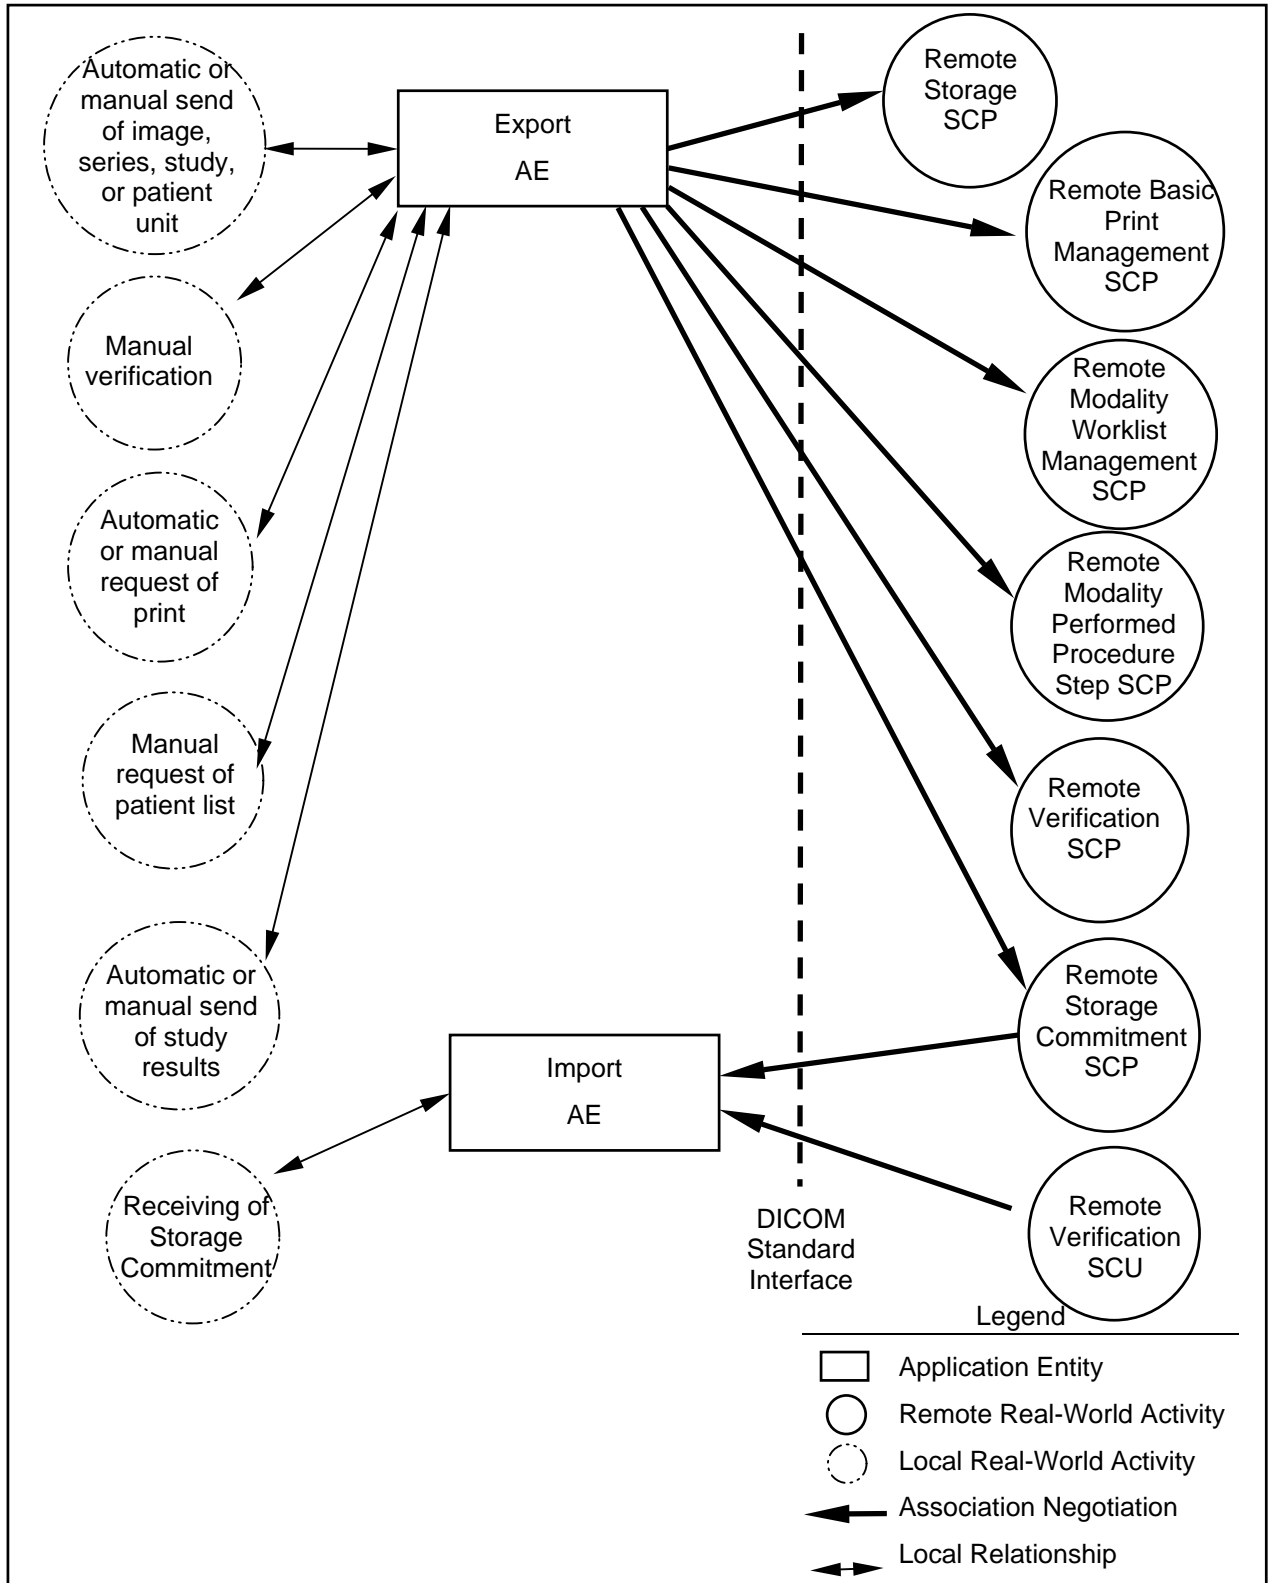 Automatic or
manual send
of image,
series, study,
or patient
unit
Export
AE
Remote
Storage
SCP
Remote Basic
Print
Management
SCP
Manual
verification
Remote
Modality
Worklist
Management
SCP
Automatic
or manual
request of
print
Remote
Modality
Performed
Procedure
Step SCP
Manual
request of
patient list
Remote
Verification
SCP
Automatic or
manual send
of study
results
Import
AE
Remote
Storage
Commitment
SCP
Receiving of
Storage
Commitment
DICOM
Standard
Interface
Remote
Verification
SCU
Legend
Application Entity
Remote Real-World Activity
Local Real-World Activity
Association Negotiation
Local Relationship